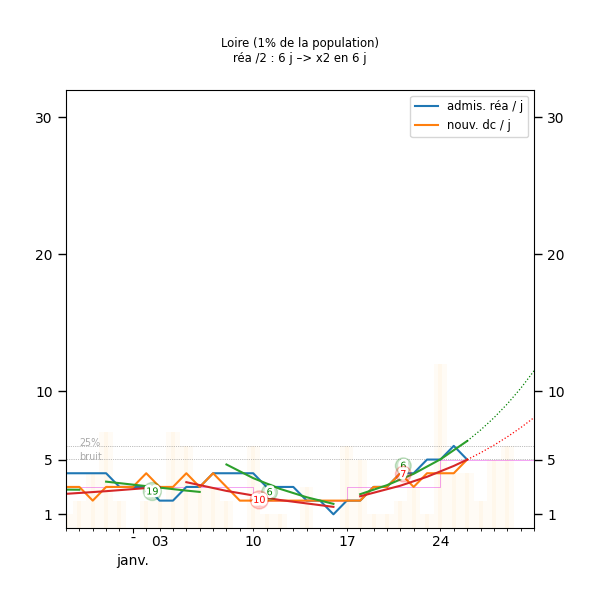 Loire (1% de la population)
réa /2 : 6 j –> x2 en 6 j
admis. réa / j
nouv. dc / j
30
30
20
20
10
10
25%
bruit
5
5
6
7
19
6
10
1
1
- 03 10 17 24
janv.